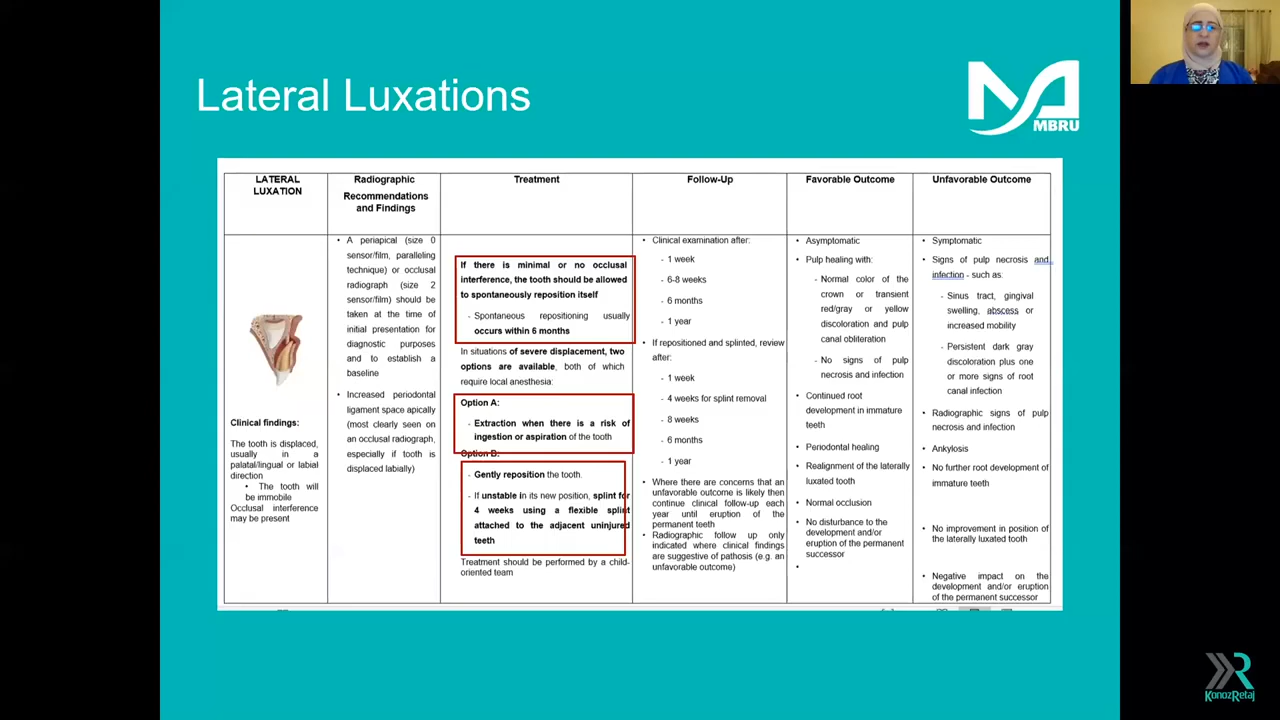 Lateral Luxations
MBRU
LATERAL
LUXATION
Radiographic
Recommendations
and Findings
Treatment
Follow-Up
Favorable Outcome
Unfavorable Outcome
Clinical findings:
The tooth is displaced,
usually in a
palatal/lingual or labial
direction
• The tooth will
be immobile
Occlusal interference
may be present
• A periapical (size 0
sensor/film, paralleling
technique) or occlusal
radiograph (size 2
sensor/film) should be
taken at the time of
initial presentation for
diagnostic purposes
and to establish a
baseline
• Increased periodontal
ligament space apically
(most clearly seen on
an occlusal radiograph,
especially if tooth is
displaced labially)
If there is minimal or no occlusal
interference, the tooth should be allowed
to spontaneously reposition itself
- Spontaneous repositioning usually
occurs within 6 months
In situations of severe displacement, two
options are available, both of which
require local anesthesia:
Option A:
- Extraction when there is a risk of
ingestion or aspiration of the tooth
Option B:
- Gently reposition the tooth.
- If unstable in its new position, splint for
4 weeks using a flexible splint
attached to the adjacent uninjured
teeth
Treatment should be performed by a child-
oriented team
• Clinical examination after:
- 1 week
- 6-8 weeks
- 6 months
- 1 year
• If repositioned and splinted, review
after:
- 1 week
- 4 weeks for splint removal
- 8 weeks
- 6 months
- 1 year
• Where there are concerns that an
unfavorable outcome is likely then
continue clinical follow-up each
year until eruption of the
permanent teeth
• Radiographic follow up only
indicated where clinical findings
are suggestive of pathosis (e.g. an
unfavorable outcome)
• Asymptomatic
• Pulp healing with:
- Normal color of the
crown or transient
red/gray or yellow
discoloration and pulp
canal obliteration
- No signs of pulp
necrosis and infection
• Continued root
development in immature
teeth
• Periodontal healing
• Realignment of the laterally
luxated tooth
• Normal occlusion
• No disturbance to the
development and/or
eruption of the permanent
successor
•
• Symptomatic
• Signs of pulp necrosis and
infection - such as:
- Sinus tract, gingival
swelling, abscess or
increased mobility
- Persistent dark gray
discoloration plus one
or more signs of root
canal infection
• Radiographic signs of pulp
necrosis and infection
• Ankylosis
• No further root development of
immature teeth
• No improvement in position of
the laterally luxated tooth
• Negative impact on the
development and/or eruption
of the permanent successor
KonozRetaj